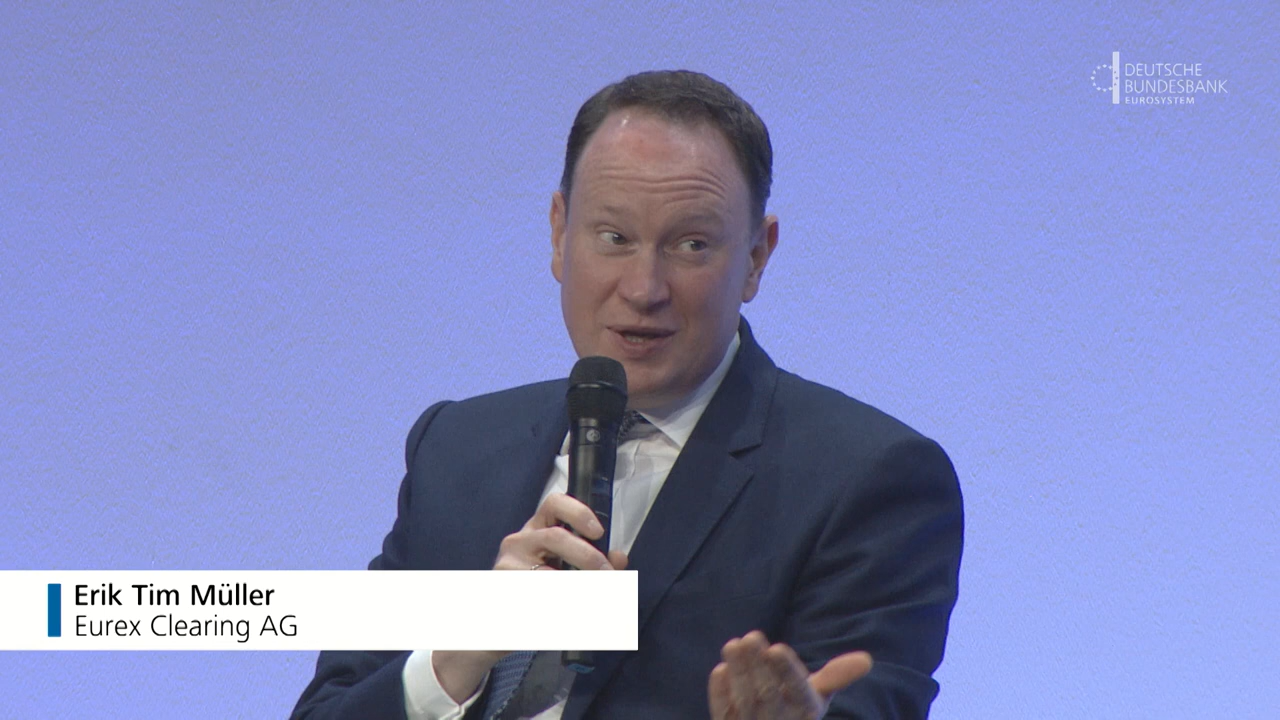 DEUTSCHE
BUNDESBANK
EUROSYSTEM
Erik Tim Müller
Eurex Clearing AG